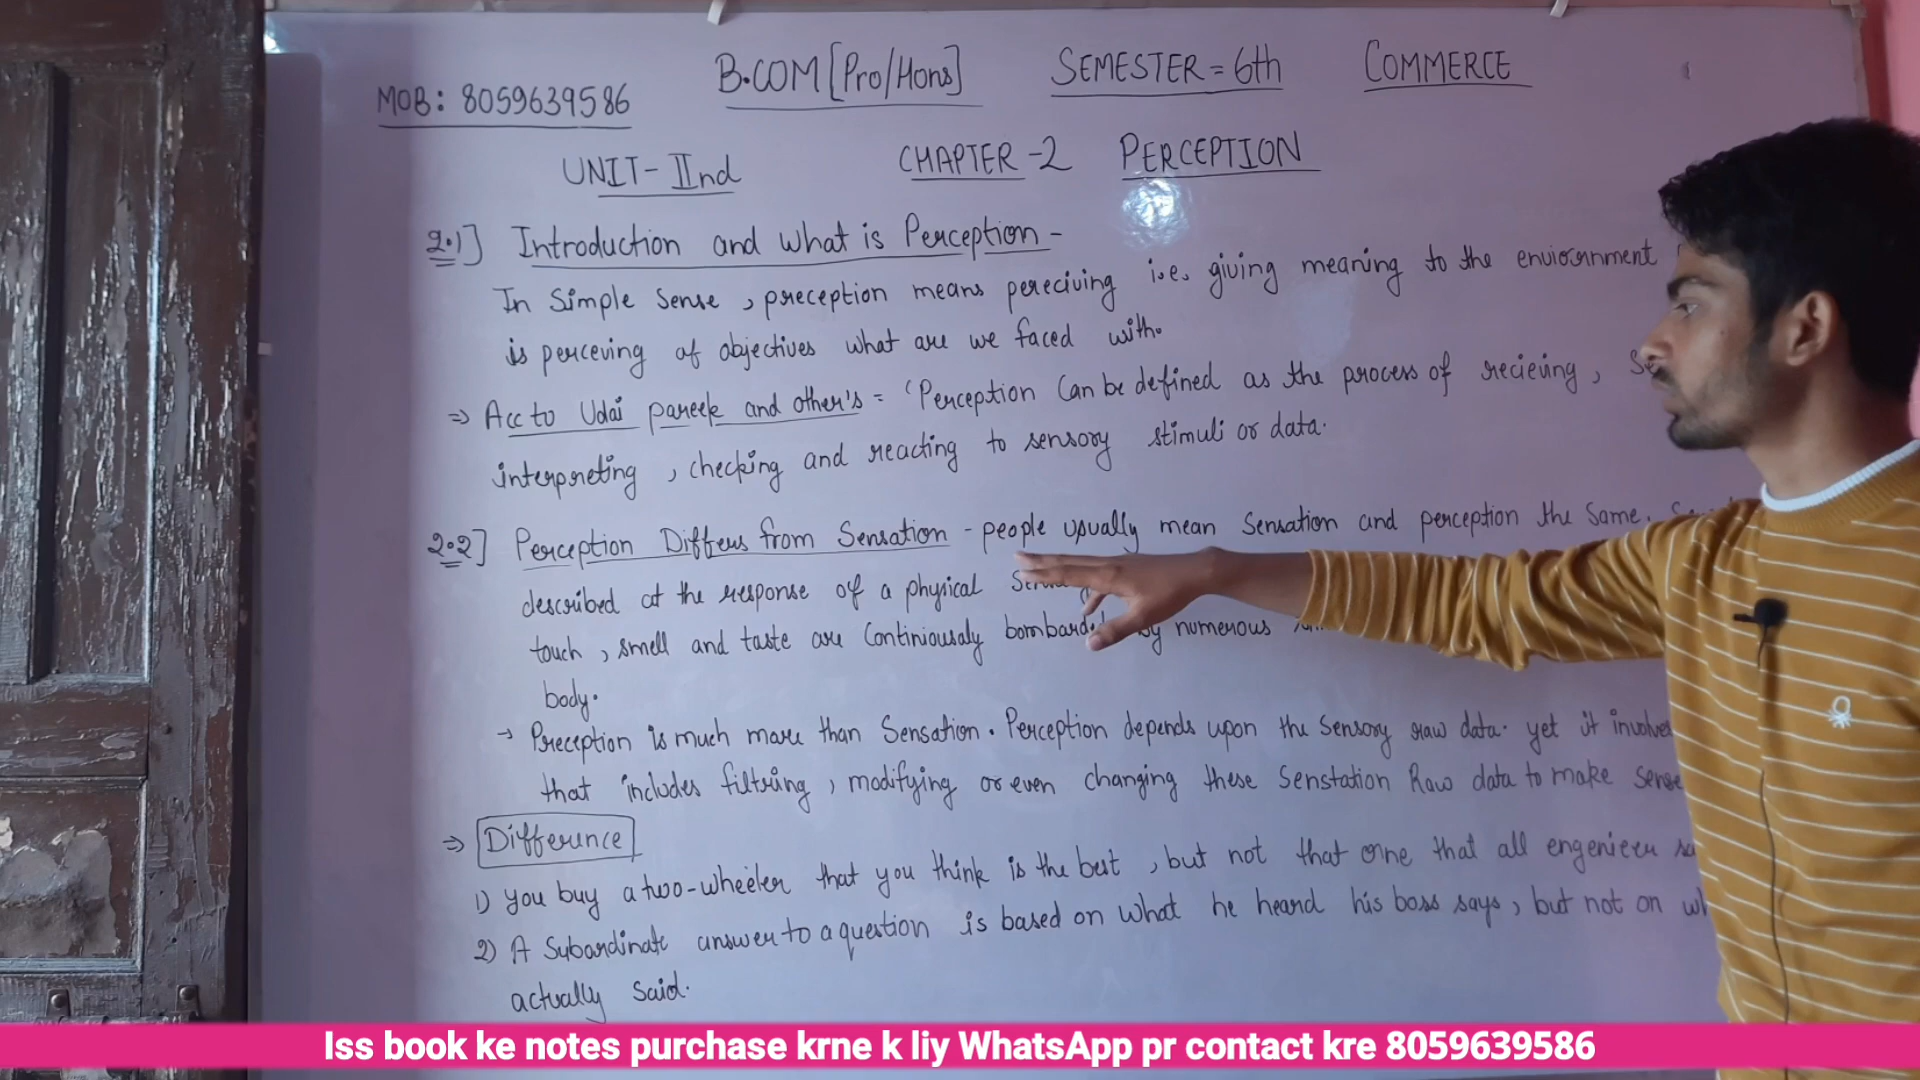 MOB: 8059639586
B.COM[Pro/Hons] SEMESTER = 6th COMMERCE
UNIT-IInd CHAPTER-2 PERCEPTION
2.1] Introduction and what is Perception -
In Simple Sense, preception means pereciving i.e. giving meaning to the enviornment
is perceving of objectives what are we faced with.
⇒ Acc to Udai pareek and other's = 'Perception Can be defined as the process of recieving,
interpreting, checking and reacting to sensory stimuli or data.
2.2] Perception Differs from Sensation - people usually mean Sensation and perception the Same.
described at the response of a physical
touch, smell and taste are Continiously bombarded by numerous
body.
→ Preception is much more than Sensation. Perception depends upon the Sensory raw data. yet it involve
that includes filtring, modifying or even changing these Senstation Raw data to make Sense
⇒ Difference
1) you buy a two-wheeler that you think is the best, but not that one that all engenieer
2) A Subordinate answer to a question is based on what he heard his boss says, but not on
actually Said.
Iss book ke notes purchase krne k liy WhatsApp pr contact kre 8059639586